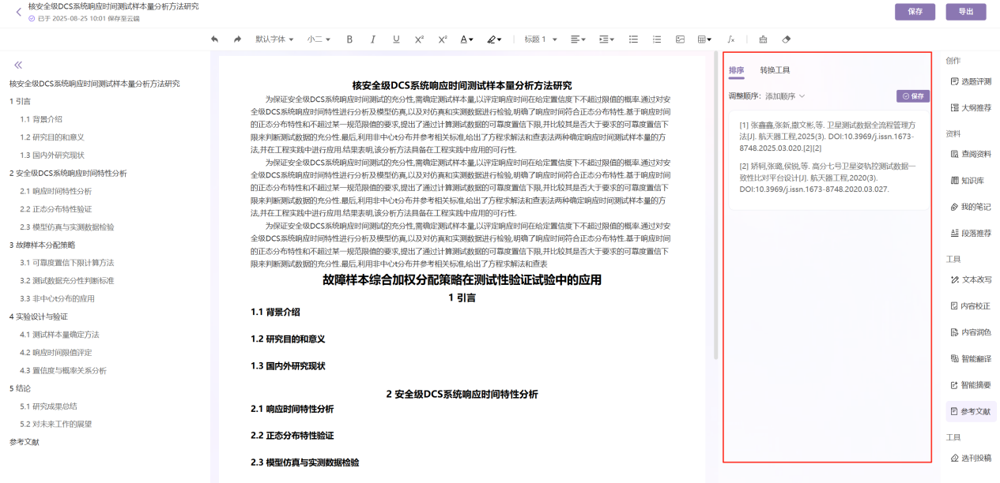 核安全级DCS系统响应时间测试样本量分析方法研究
已于 2025-08-25 10:01 保存至云端
保存
导出
默认字体
小二
B
I
U
X²
X²
A
标题 1
核安全级DCS系统响应时间测试样本量分析方法研究
1 引言
1.1 背景介绍
1.2 研究目的和意义
1.3 国内外研究现状
2 安全级DCS系统响应时间特性分析
2.1 响应时间特性分析
2.2 正态分布特性验证
2.3 模型仿真与实测数据检验
3 故障样本分配策略
3.1 可靠度置信下限计算方法
3.2 测试数据充分性判断标准
3.3 非中心t分布的应用
4 实验设计与验证
4.1 测试样本量确定方法
4.2 响应时间限值评定
4.3 置信度与概率关系分析
5 结论
5.1 研究成果总结
5.2 对未来工作的展望
参考文献
核安全级DCS系统响应时间测试样本量分析方法研究
为保证安全级DCS系统响应时间测试的充分性,需确定测试样本量,以评定响应时间在给定置信度下不超过限值的概率.通过对安
全级DCS系统响应时间特性进行分析及模型仿真,以及对仿真和实测数据进行检验,明确了响应时间符合正态分布特性.基于响应时间
的正态分布特性和不超过某一规范限值的要求,提出了通过计算测试数据的可靠度置信下限,并比较其是否大于要求的可靠度置信下
限来判断测试数据的充分性.最后,利用非中心t分布并参考相关标准,给出了方程求解法和查表法两种确定响应时间测试样本量的方
法,并在工程实践中进行应用.结果表明,该分析方法具备在工程实践中应用的可行性.
为保证安全级DCS系统响应时间测试的充分性,需确定测试样本量,以评定响应时间在给定置信度下不超过限值的概率.通过对安
全级DCS系统响应时间特性进行分析及模型仿真,以及对仿真和实测数据进行检验,明确了响应时间符合正态分布特性.基于响应时间
的正态分布特性和不超过某一规范限值的要求,提出了通过计算测试数据的可靠度置信下限,并比较其是否大于要求的可靠度置信下
限来判断测试数据的充分性.最后,利用非中心t分布并参考相关标准,给出了方程求解法和查表法两种确定响应时间测试样本量的方
法,并在工程实践中进行应用.结果表明,该分析方法具备在工程实践中应用的可行性.
为保证安全级DCS系统响应时间测试的充分性,需确定测试样本量,以评定响应时间在给定置信度下不超过限值的概率.通过对安
全级DCS系统响应时间特性进行分析及模型仿真,以及对仿真和实测数据进行检验,明确了响应时间符合正态分布特性.基于响应时间
的正态分布特性和不超过某一规范限值的要求,提出了通过计算测试数据的可靠度置信下限,并比较其是否大于要求的可靠度置信下
限来判断测试数据的充分性.最后,利用非中心t分布并参考相关标准,给出了方程求解法和查表
故障样本综合加权分配策略在测试性验证试验中的应用
1 引言
1.1 背景介绍
1.2 研究目的和意义
1.3 国内外研究现状
2 安全级DCS系统响应时间特性分析
2.1 响应时间特性分析
2.2 正态分布特性验证
2.3 模型仿真与实测数据检验
排序
转换工具
调整顺序: 添加顺序
保存
[1] 张鑫鑫,张新,撒文彬,等. 卫星测试数据全流程管理方
法[J]. 航天器工程,2025(3). DOI:10.3969/j.issn.1673-
8748.2025.03.020.[2][2]
[2] 矫轲,张璐,侯锐,等. 高分七号卫星姿轨控测试数据一
致性比对平台设计[J]. 航天器工程,2020(3).
DOI:10.3969/j.issn.1673-8748.2020.03.027.
创作
选题评测
大纲推荐
资料
查阅资料
知识库
我的笔记
段落推荐
工具
文本改写
内容校正
内容润色
智能翻译
智能摘要
参考文献
工具
选刊投稿